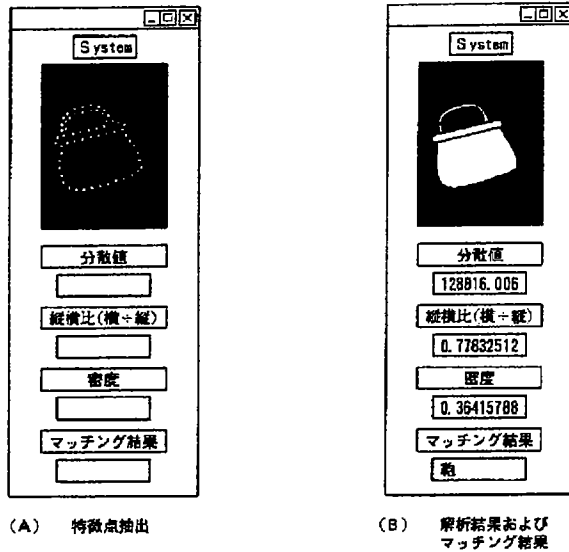 System
分散値
縦横比(横÷縦)
密度
マッチング結果
(A) 特徴点抽出
System
分散値
128816.006
縦横比(横÷縦)
0.77832512
密度
0.36415788
マッチング結果
鞄
(B) 解析結果および
マッチング結果